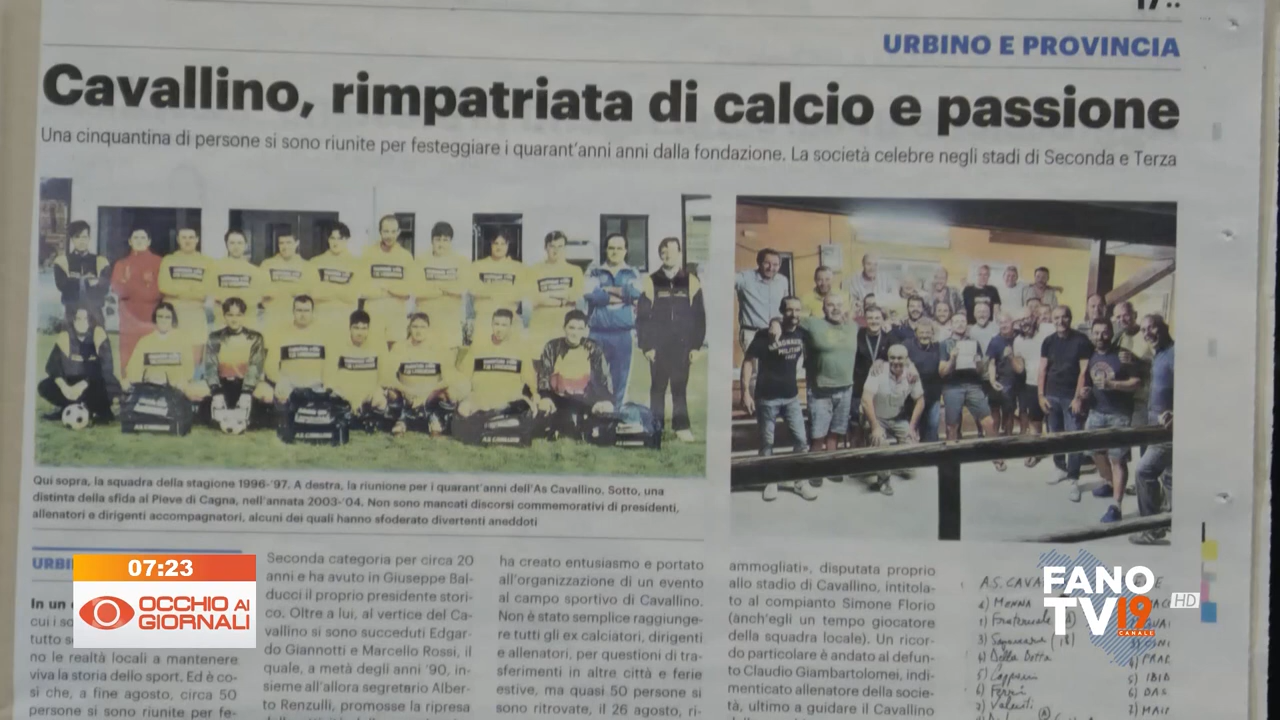 URBINO E PROVINCIA
Cavallino, rimpatriata di calcio e passione
Una cinquantina di persone si sono riunite per festeggiare i quarant'anni anni dalla fondazione. La società celebre negli stadi di Seconda e Terza
Qui sopra, la squadra della stagione 1996-'97. A destra, la riunione per i quarant'anni dell'As Cavallino. Sotto, una
distinta della sfida al Pieve di Cagna, nell'annata 2003-'04. Non sono mancati discorsi commemorativi di presidenti,
allenatori e dirigenti accompagnatori, alcuni dei quali hanno sfoderato divertenti aneddoti
URBI
In un
cui i
tutto
no le realtà locali a mantenere
viva la storia dello sport. Ed è co-
sì che, a fine agosto, circa 50
persone si sono riunite per fe-
Seconda categoria per circa 20
anni e ha avuto in Giuseppe Bal-
ducci il proprio presidente stori-
co. Oltre a lui, al vertice del Ca-
vallino si sono succeduti Edgar-
do Giannotti e Marcello Rossi, il
quale, a metà degli anni '90, in-
sieme all'allora segretario Alber-
to Renzulli, promosse la ripresa
ha creato entusiasmo e portato
all'organizzazione di un evento
al campo sportivo di Cavallino.
Non è stato semplice raggiunge-
re tutti gli ex calciatori, dirigenti
e allenatori, per questioni di tra-
sferimenti in altre città e ferie
estive, ma quasi 50 persone si
sono ritrovate, il 26 agosto, ri-
ammogliati», disputata proprio
allo stadio di Cavallino, intitola-
to al compianto Simone Florio
(anch'egli un tempo giocatore
della squadra locale). Un ricor-
do particolare è andato al defun-
to Claudio Giambartolomei, indi-
menticato allenatore della socie-
tà, ultimo a guidare il Cavallino
A.S. CAVA
07:23
OCCHIO AI
GIORNALI
FANO
TV19
CANALE
HD